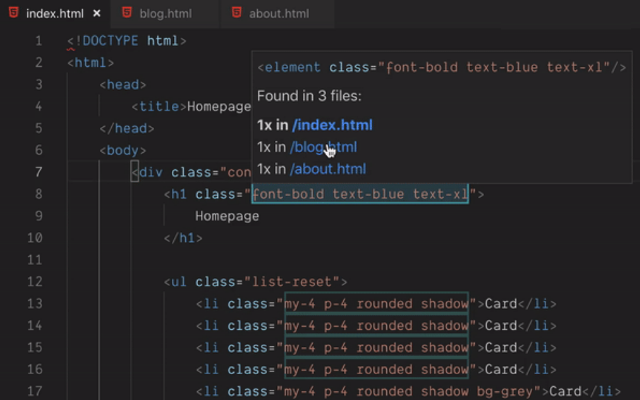 index.html × blog.html about.html
1 <!DOCTYPE html>
2 <html>
3 <head>
4 <title>Homepage
5 </head>
6 <body>
7 <div class="con
8 <h1 class="font-bold text-blue text-xl">
9 Homepage
10 </h1>
11
12 <ul class="list-reset">
13 <li class="my-4 p-4 rounded shadow">Card</li>
14 <li class="my-4 p-4 rounded shadow">Card</li>
15 <li class="my-4 p-4 rounded shadow">Card</li>
16 <li class="my-4 p-4 rounded shadow">Card</li>
17 <li class="my-4 p-4 rounded shadow bg-grey">Card</li>
<element class="font-bold text-blue text-xl"/>
Found in 3 files:
1x in /index.html
1x in /blog.html
1x in /about.html